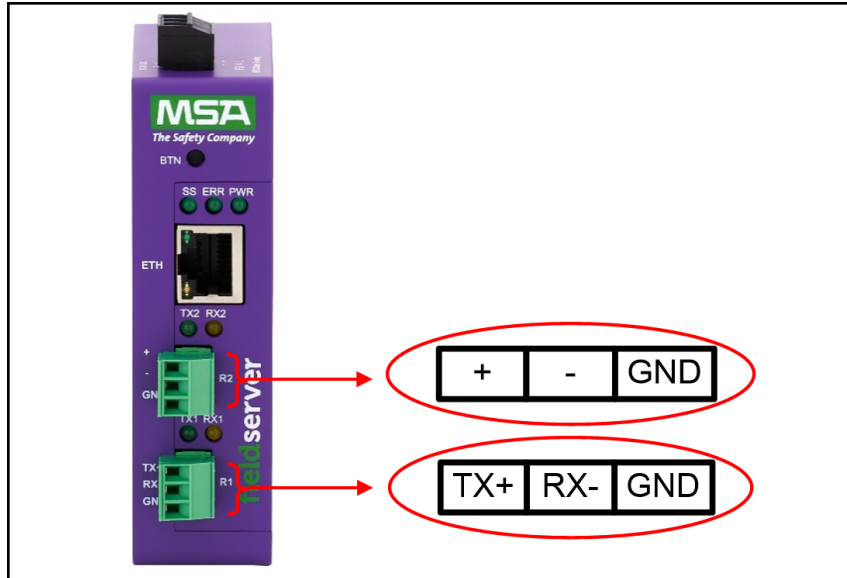 MSA
The Safety Company
BTN
SS ERR PWR
ETH
TX2 RX2
+
-
GN
R2
TX1 RX1
TX
RX
GN
R1
fieldserver
+ - GND
TX+ RX- GND